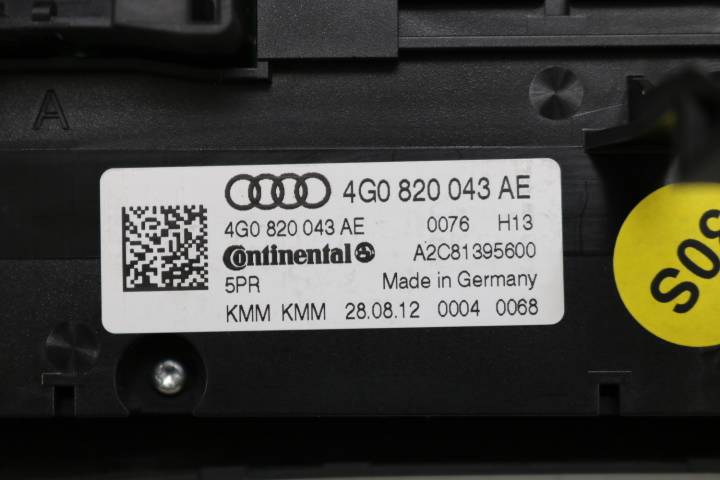 A
4G0 820 043 AE
4G0 820 043 AE 0076 H13
Continental A2C81395600
5PR Made in Germany
KMM KMM 28.08.12 0004 0068